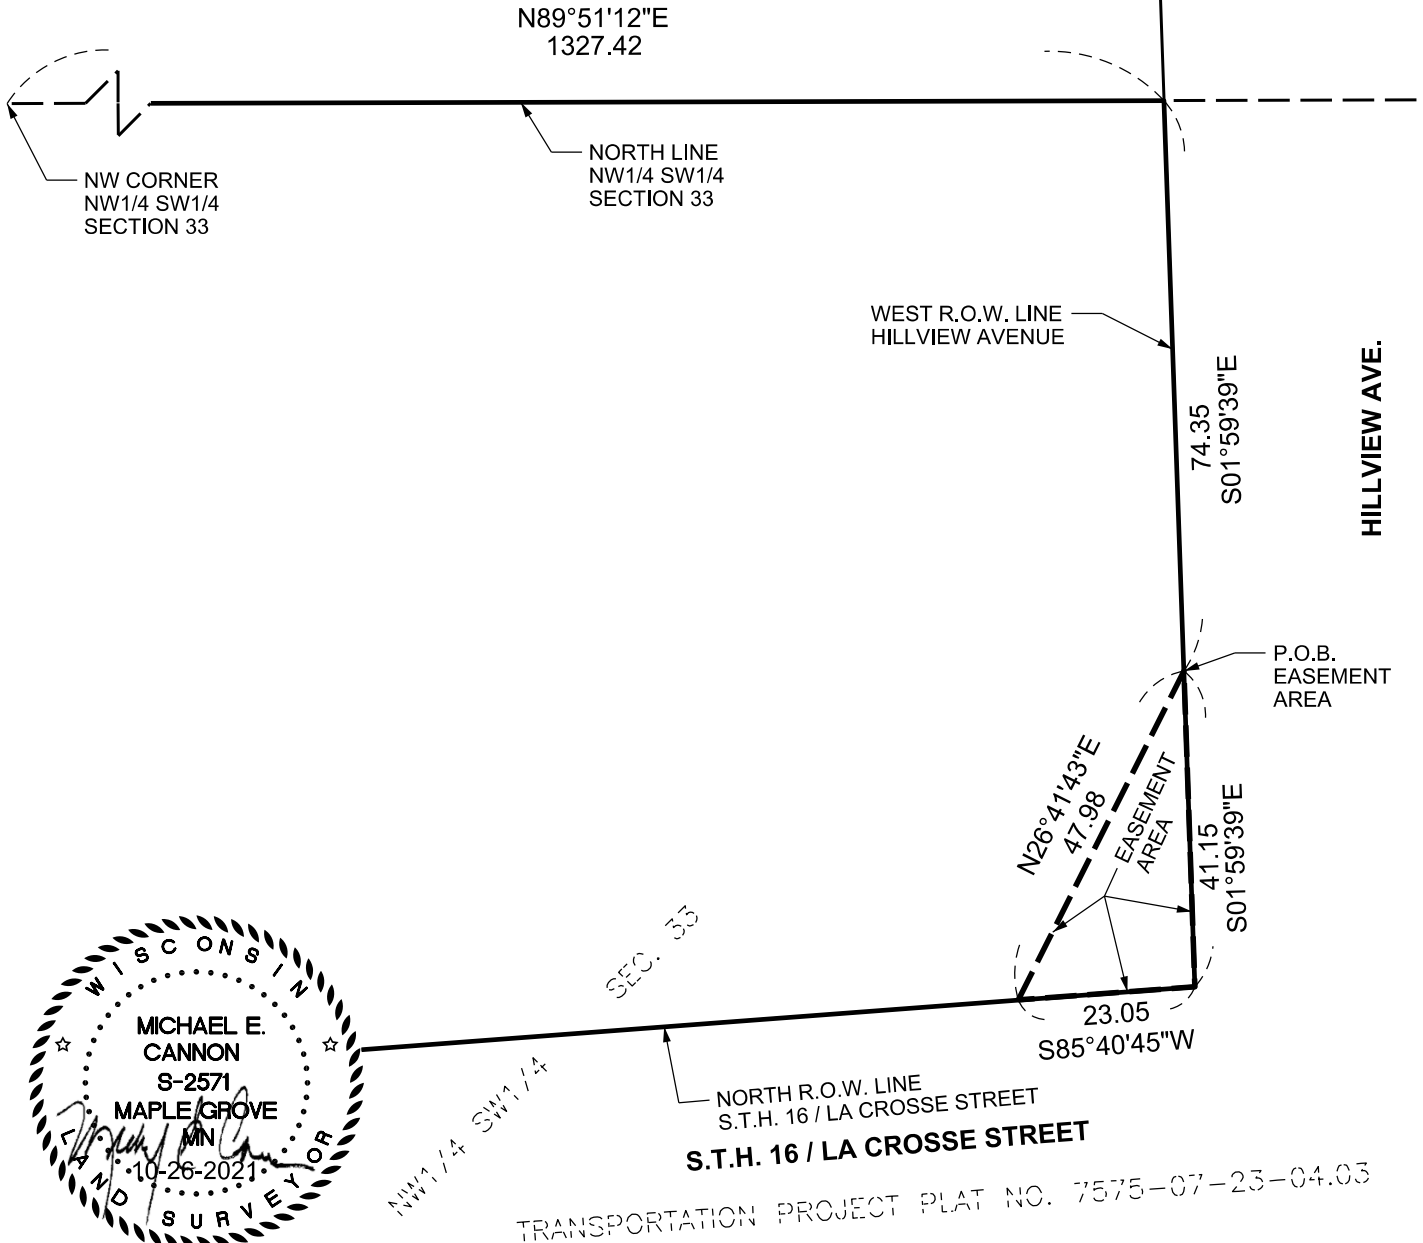 N89°51'12"E
1327.42
NW CORNER
NW1/4 SW1/4
SECTION 33
NORTH LINE
NW1/4 SW1/4
SECTION 33
WEST R.O.W. LINE
HILLVIEW AVENUE
74.35
S01°59'39"E
HILLVIEW AVE.
P.O.B.
EASEMENT
AREA
N26°41'43"E
47.98
EASEMENT
AREA
41.15
S01°59'39"E
23.05
S85°40'45"W
SEC. 33
NW1/4 SW1/4
NORTH R.O.W. LINE
S.T.H. 16 / LA CROSSE STREET
S.T.H. 16 / LA CROSSE STREET
TRANSPORTATION PROJECT PLAT NO. 7575-07-23-04.03
WISCONSIN
MICHAEL E.
CANNON
S-2571
MAPLE GROVE
MN
10-26-2021
LAND SURVEYOR